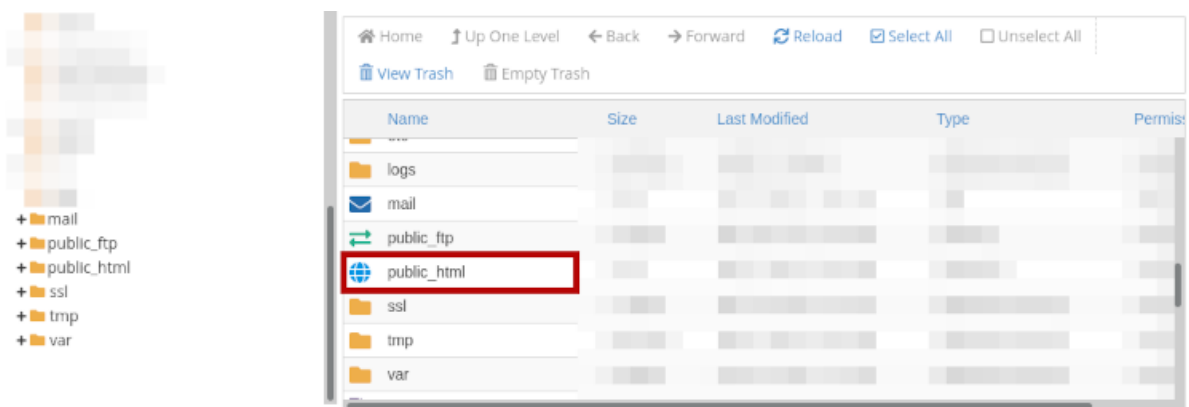 Home Up One Level Back Forward Reload Select All Unselect All
View Trash Empty Trash
Name Size Last Modified Type
logs
mail
public_ftp
public_html
ssl
tmp
var
+ mail
+ public_ftp
+ public_html
+ ssl
+ tmp
+ var